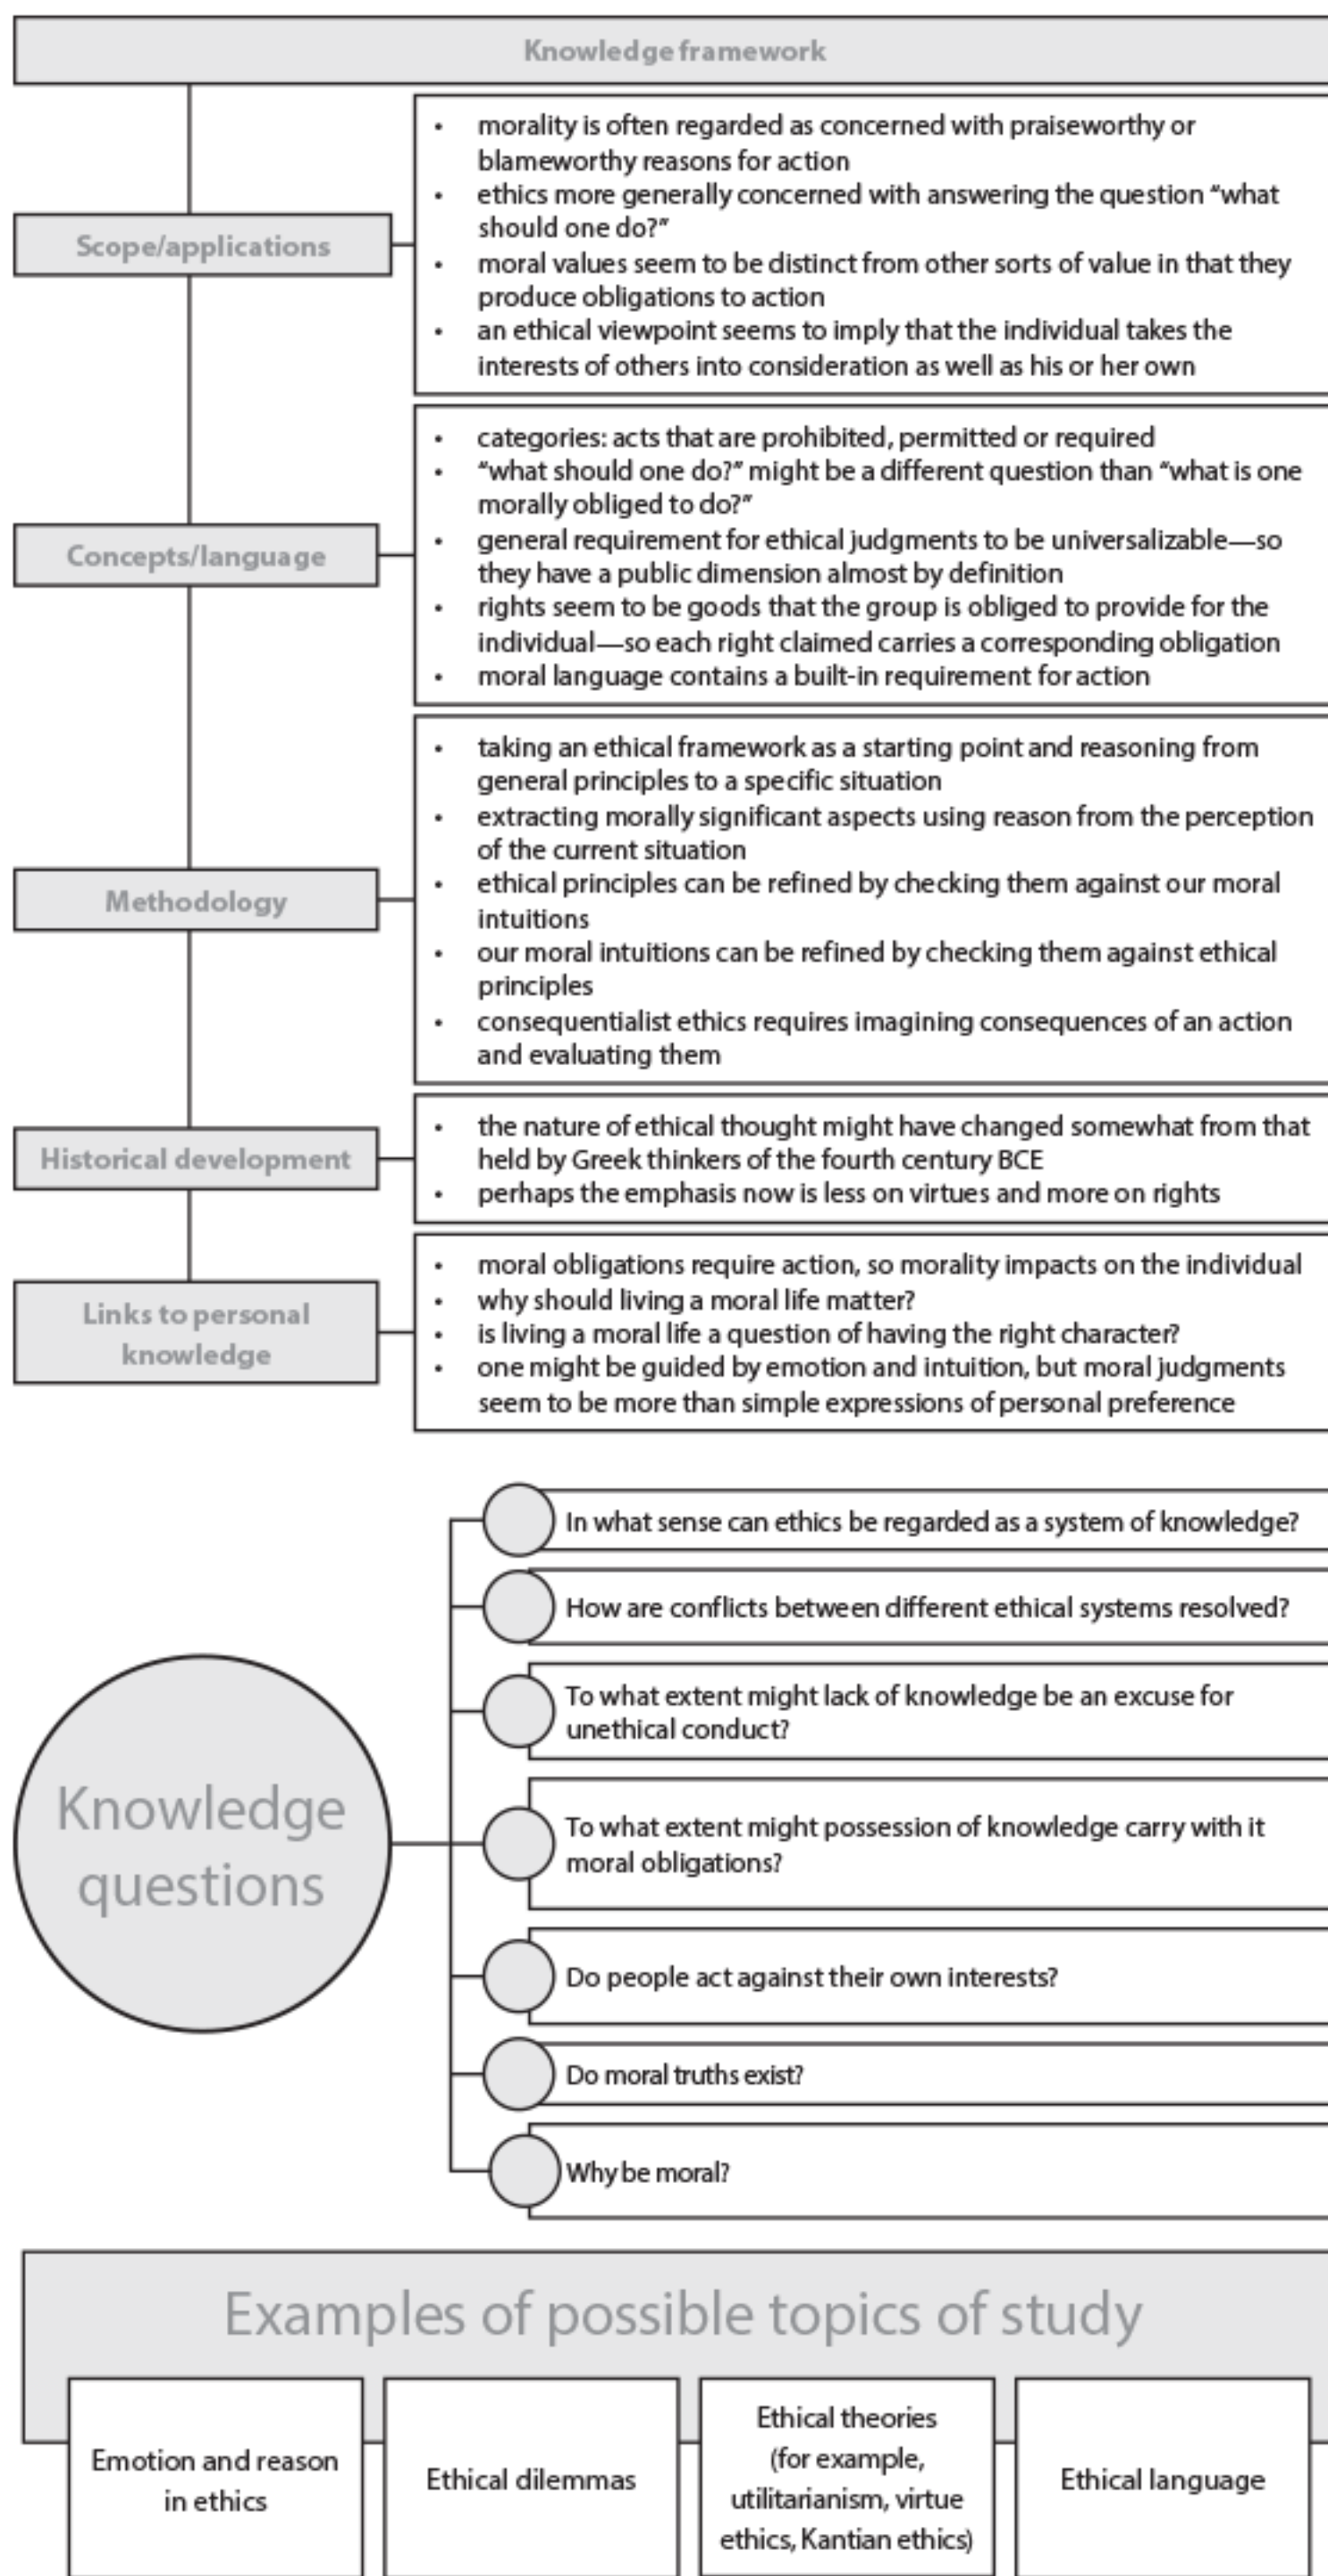 Knowledge framework
Scope/applications
• morality is often regarded as concerned with praiseworthy or
blameworthy reasons for action
• ethics more generally concerned with answering the question “what
should one do?”
• moral values seem to be distinct from other sorts of value in that they
produce obligations to action
• an ethical viewpoint seems to imply that the individual takes the
interests of others into consideration as well as his or her own
Concepts/language
• categories: acts that are prohibited, permitted or required
• “what should one do?” might be a different question than “what is one
morally obliged to do?”
• general requirement for ethical judgments to be universalizable—so
they have a public dimension almost by definition
• rights seem to be goods that the group is obliged to provide for the
individual—so each right claimed carries a corresponding obligation
• moral language contains a built-in requirement for action
Methodology
• taking an ethical framework as a starting point and reasoning from
general principles to a specific situation
• extracting morally significant aspects using reason from the perception
of the current situation
• ethical principles can be refined by checking them against our moral
intuitions
• our moral intuitions can be refined by checking them against ethical
principles
• consequentialist ethics requires imagining consequences of an action
and evaluating them
Historical development
• the nature of ethical thought might have changed somewhat from that
held by Greek thinkers of the fourth century BCE
• perhaps the emphasis now is less on virtues and more on rights
Links to personal
knowledge
• moral obligations require action, so morality impacts on the individual
• why should living a moral life matter?
• is living a moral life a question of having the right character?
• one might be guided by emotion and intuition, but moral judgments
seem to be more than simple expressions of personal preference
Knowledge
questions
In what sense can ethics be regarded as a system of knowledge?
How are conflicts between different ethical systems resolved?
To what extent might lack of knowledge be an excuse for
unethical conduct?
To what extent might possession of knowledge carry with it
moral obligations?
Do people act against their own interests?
Do moral truths exist?
Why be moral?
Examples of possible topics of study
Emotion and reason
in ethics
Ethical dilemmas
Ethical theories
(for example,
utilitarianism, virtue
ethics, Kantian ethics)
Ethical language